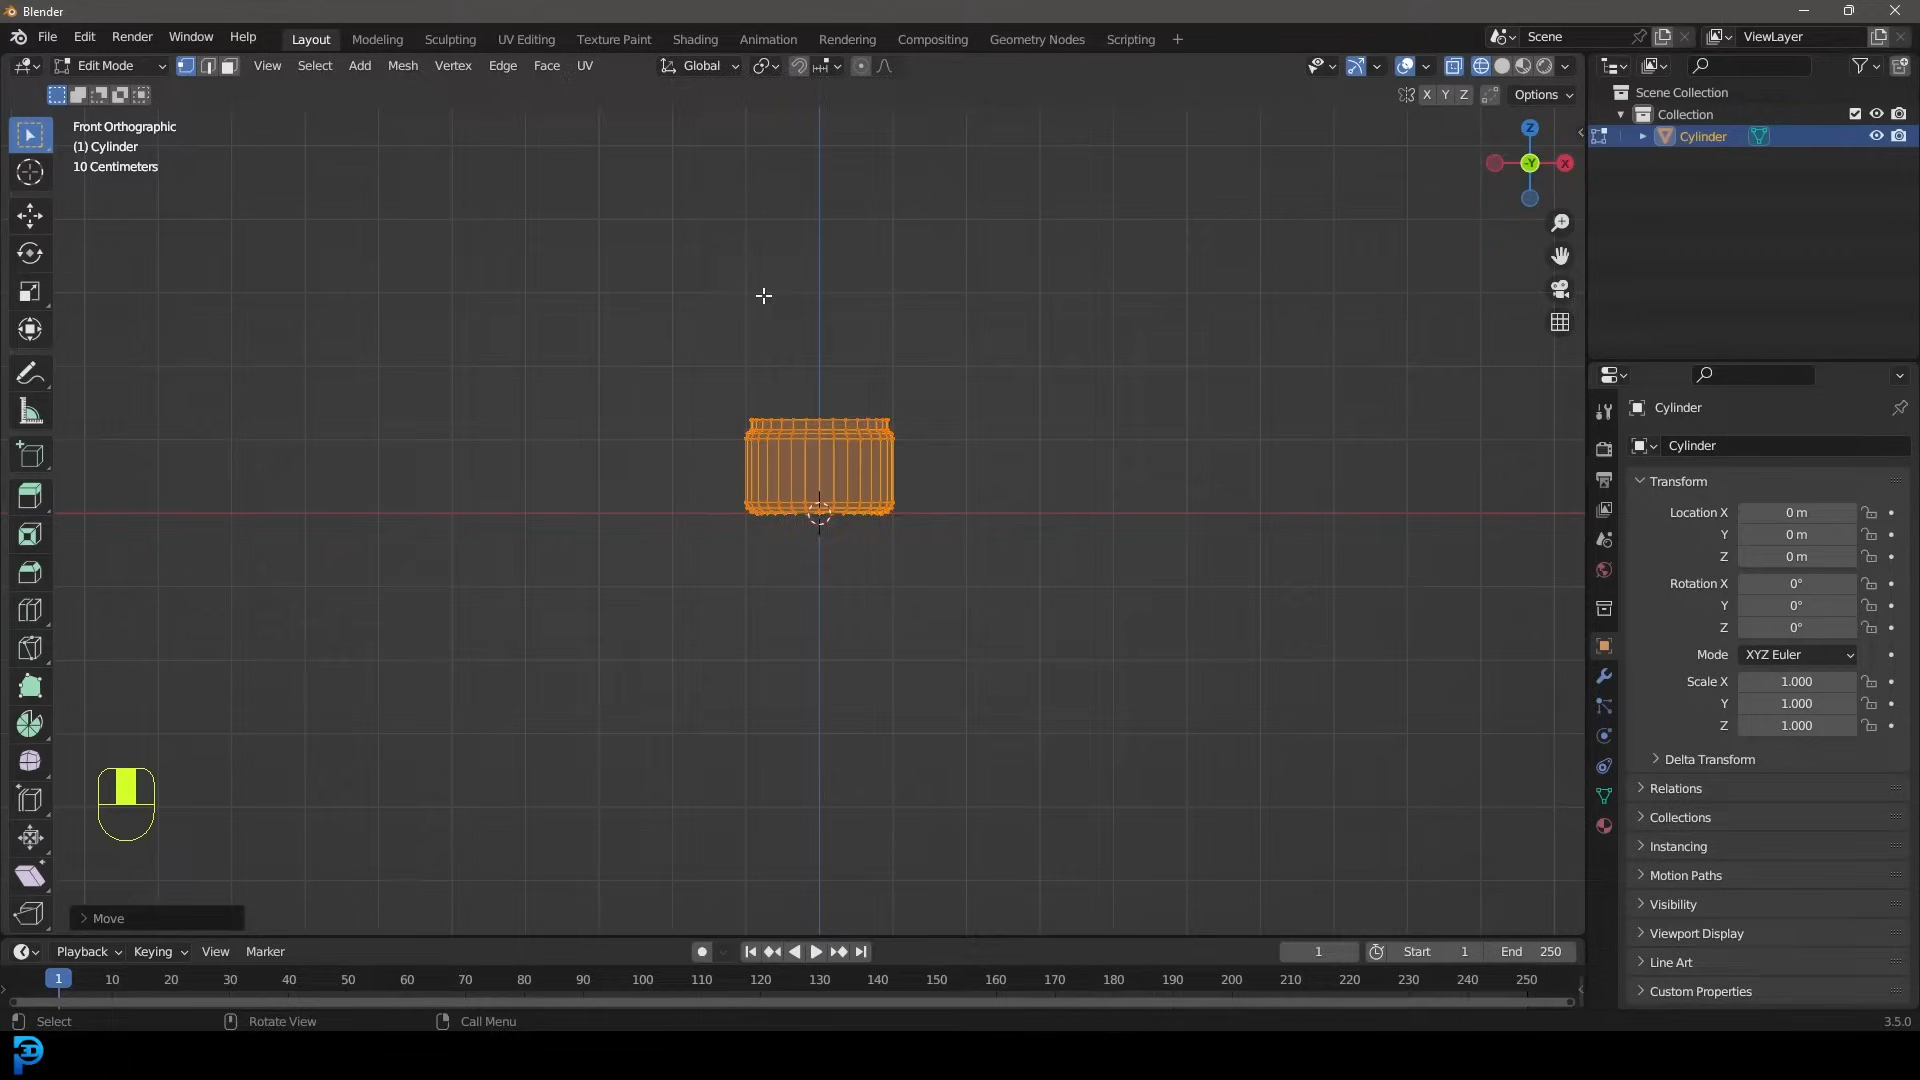 Blender
File Edit Render Window Help Layout Modeling Sculpting UV Editing Texture Paint Shading Animation Rendering Compositing Geometry Nodes Scripting + Scene ViewLayer
Edit Mode View Select Add Mesh Vertex Edge Face UV Global
X Y Z Options
Front Orthographic
(1) Cylinder
10 Centimeters
Z
-Y
X
Scene Collection
Collection
Cylinder
Cylinder
Cylinder
Transform
Location X 0 m
Y 0 m
Z 0 m
Rotation X 0°
Y 0°
Z 0°
Mode XYZ Euler
Scale X 1.000
Y 1.000
Z 1.000
Delta Transform
Relations
Collections
Instancing
Motion Paths
Visibility
Viewport Display
Line Art
Custom Properties
Move
Playback Keying View Marker 1 Start 1 End 250
1 10 20 30 40 50 60 70 80 90 100 110 120 130 140 150 160 170 180 190 200 210 220 230 240 250
Select Rotate View Call Menu 3.5.0